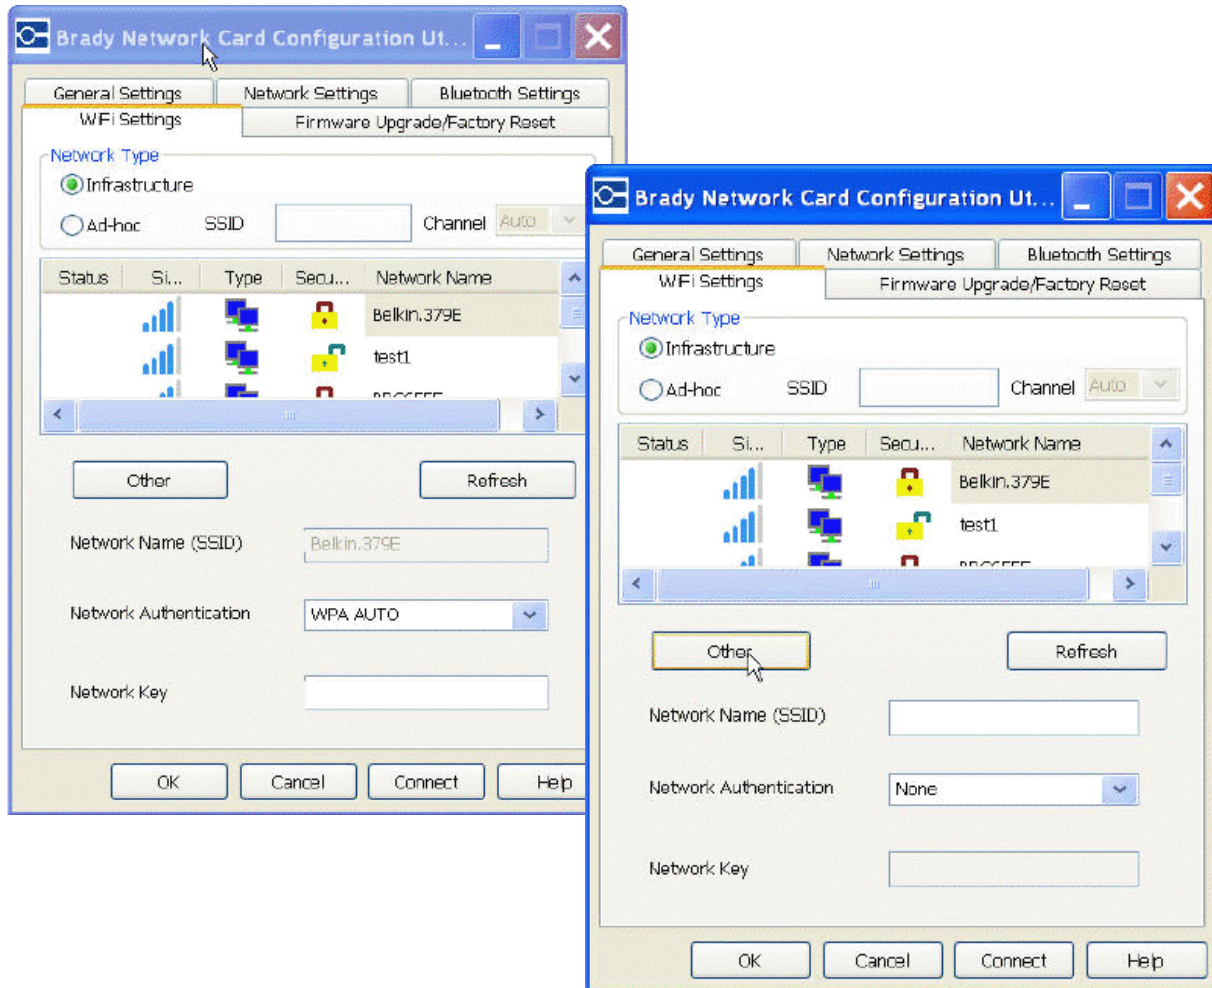 Brady Network Card Configuration Ut...
General Settings Network Settings Bluetooth Settings
WiFi Settings Firmware Upgrade/Factory Reset
Network Type
Infrastructure
Ad-hoc SSID Channel Auto
Status Si... Type Secu... Network Name
Belkin.379E
test1
Other Refresh
Network Name (SSID) Belkin.379E
Network Authentication WPA AUTO
Network Key
OK Cancel Connect Help
Brady Network Card Configuration Ut...
General Settings Network Settings Bluetooth Settings
WiFi Settings Firmware Upgrade/Factory Reset
Network Type
Infrastructure
Ad-hoc SSID Channel Auto
Status Si... Type Secu... Network Name
Belkin.379E
test1
Other Refresh
Network Name (SSID)
Network Authentication None
Network Key
OK Cancel Connect Help